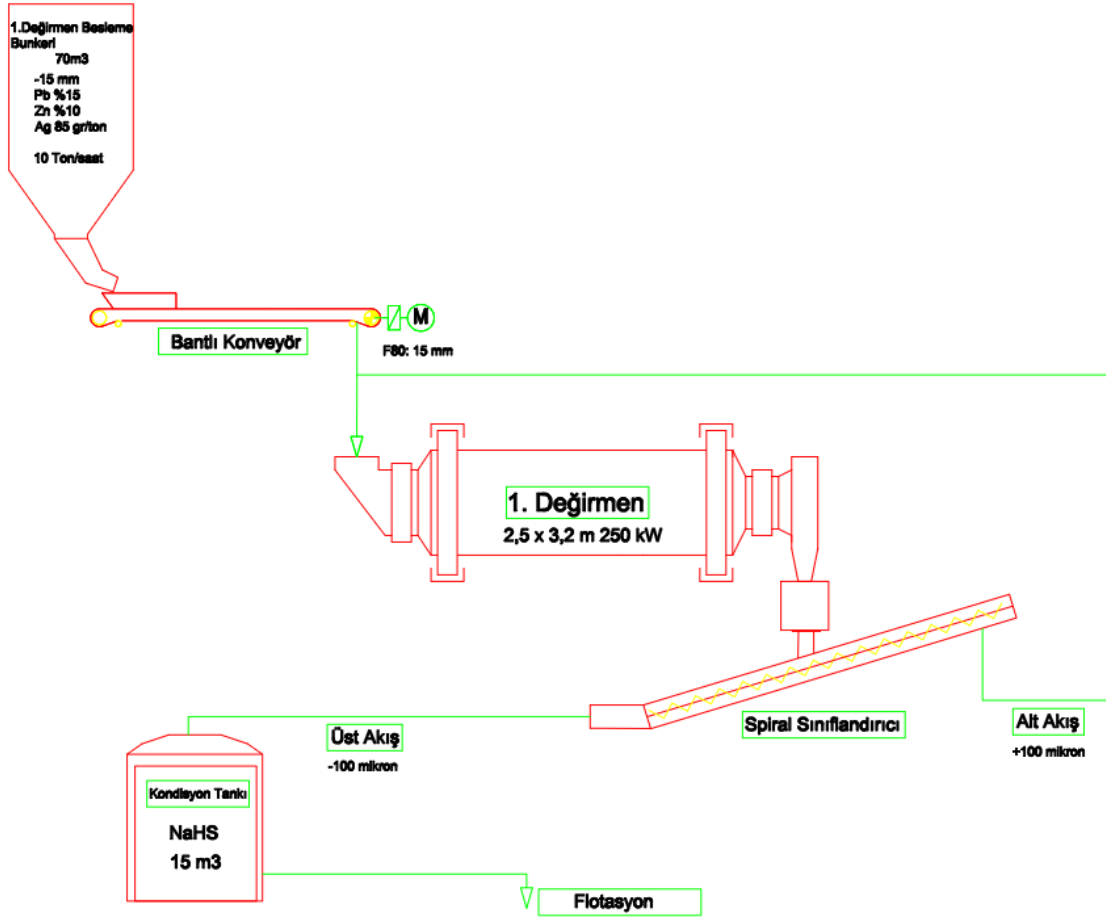 1.Değirmen Besleme
Bunkeri
70m3
-15 mm
Pb %15
Zn %10
Ag 85 gr/ton
10 Ton/saat
Bantlı Konveyör
M
F80: 15 mm
1. Değirmen
2,5 x 3,2 m 250 kW
Spiral Sınıflandırıcı
Alt Akış
+100 mikron
Üst Akış
-100 mikron
Kondisyon Tankı
NaHS
15 m3
Flotasyon